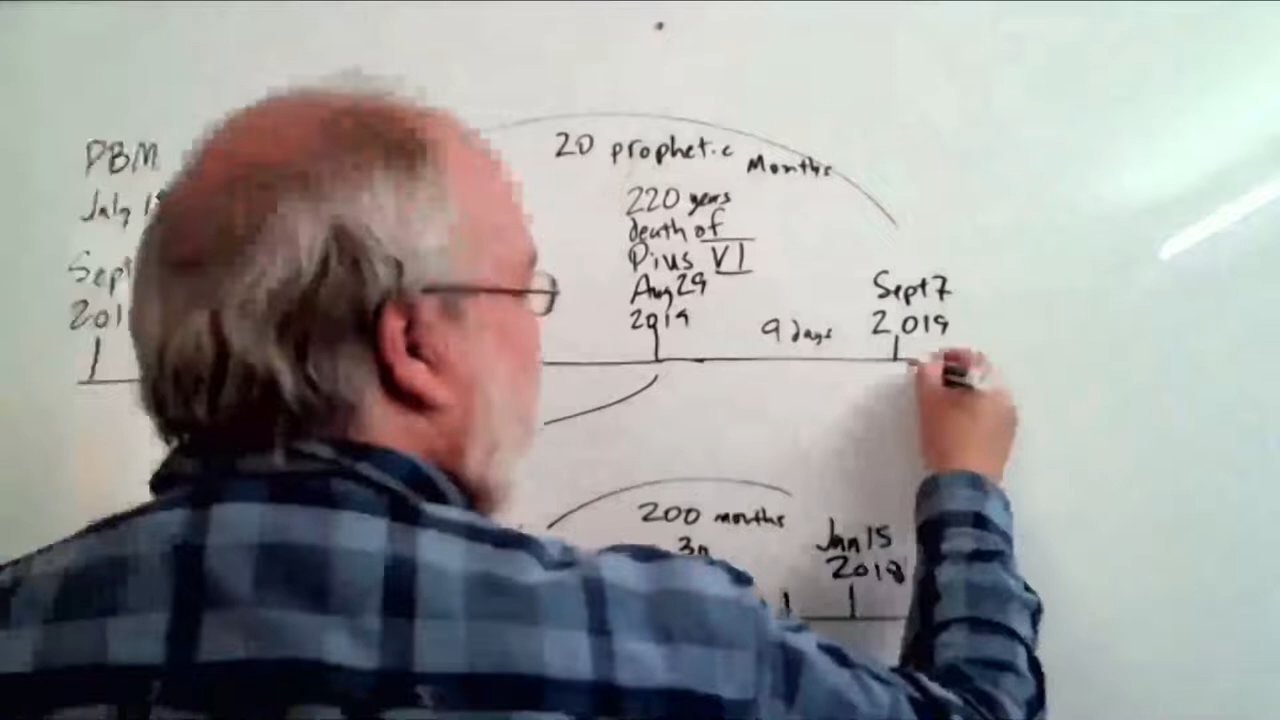 PBM
July 1
Sept
201
20 prophetic Months
220 years
death of
Pius VI
Aug 29
2019
9 days
Sept 7
2019
200 months
Jan 15
2018